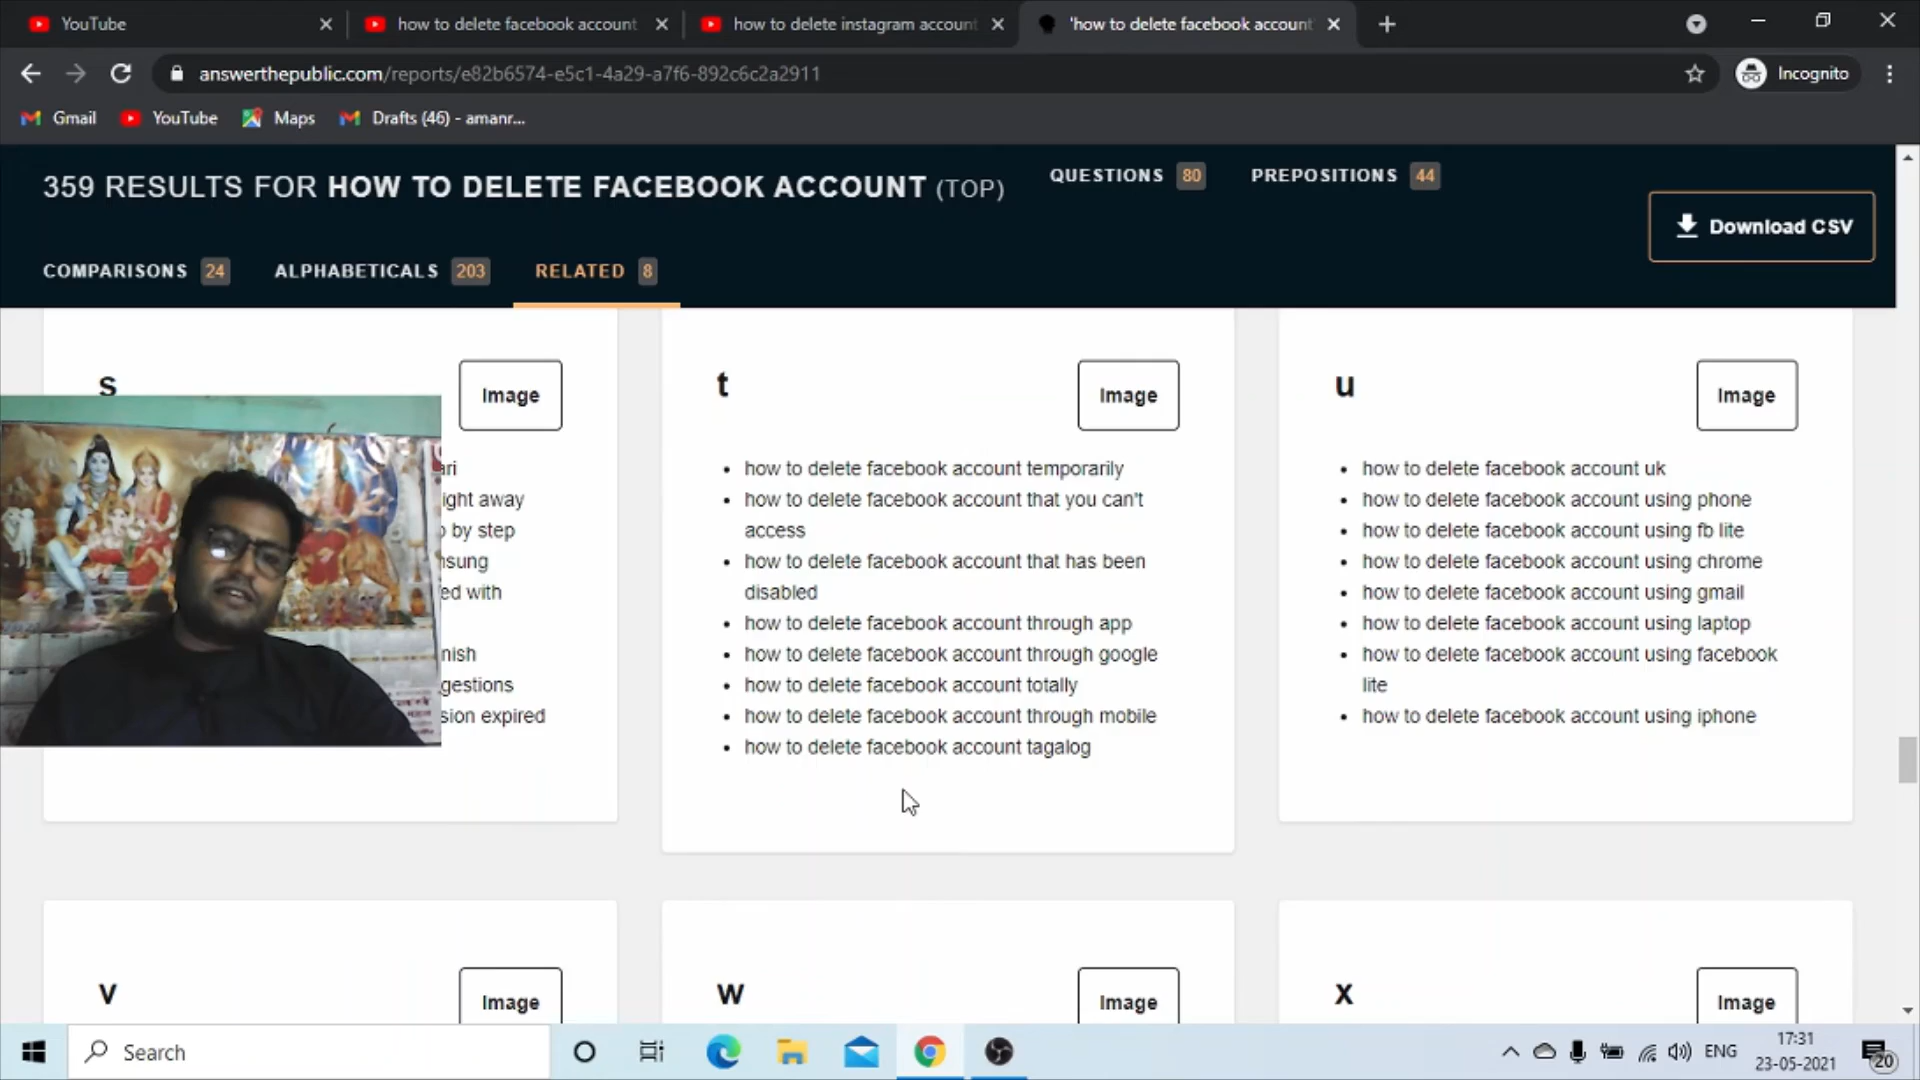 YouTube
how to delete facebook account
how to delete instagram account
'how to delete facebook account
answerthepublic.com/reports/e82b6574-e5c1-4a29-a7f6-892c6c2a2911
Incognito
Gmail
YouTube
Maps
Drafts (46) - amanr...
359 RESULTS FOR HOW TO DELETE FACEBOOK ACCOUNT (TOP)
QUESTIONS 80
PREPOSITIONS 44
Download CSV
COMPARISONS 24
ALPHABETICALS 203
RELATED 8
s
Image
ari
ight away
by step
nsung
ed with
nish
gestions
sion expired
t
Image
how to delete facebook account temporarily
how to delete facebook account that you can't
access
how to delete facebook account that has been
disabled
how to delete facebook account through app
how to delete facebook account through google
how to delete facebook account totally
how to delete facebook account through mobile
how to delete facebook account tagalog
u
Image
how to delete facebook account uk
how to delete facebook account using phone
how to delete facebook account using fb lite
how to delete facebook account using chrome
how to delete facebook account using gmail
how to delete facebook account using laptop
how to delete facebook account using facebook
lite
how to delete facebook account using iphone
v
Image
w
Image
x
Image
Search
ENG
17:31
23-05-2021
20